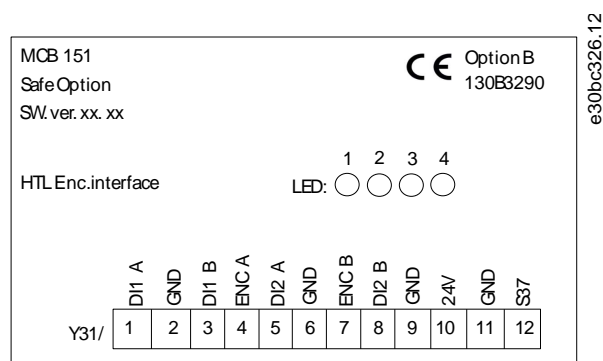 MCB 151
Safe Option
SW. ver. xx. xx
CE Option B
130B3290
e30bc326.12
HTL Enc.interface
1 2 3 4
LED:
DI1 A
GND
DI1 B
ENC A
DI2 A
GND
ENC B
DI2 B
GND
24V
GND
S37
Y31/ 1 2 3 4 5 6 7 8 9 10 11 12